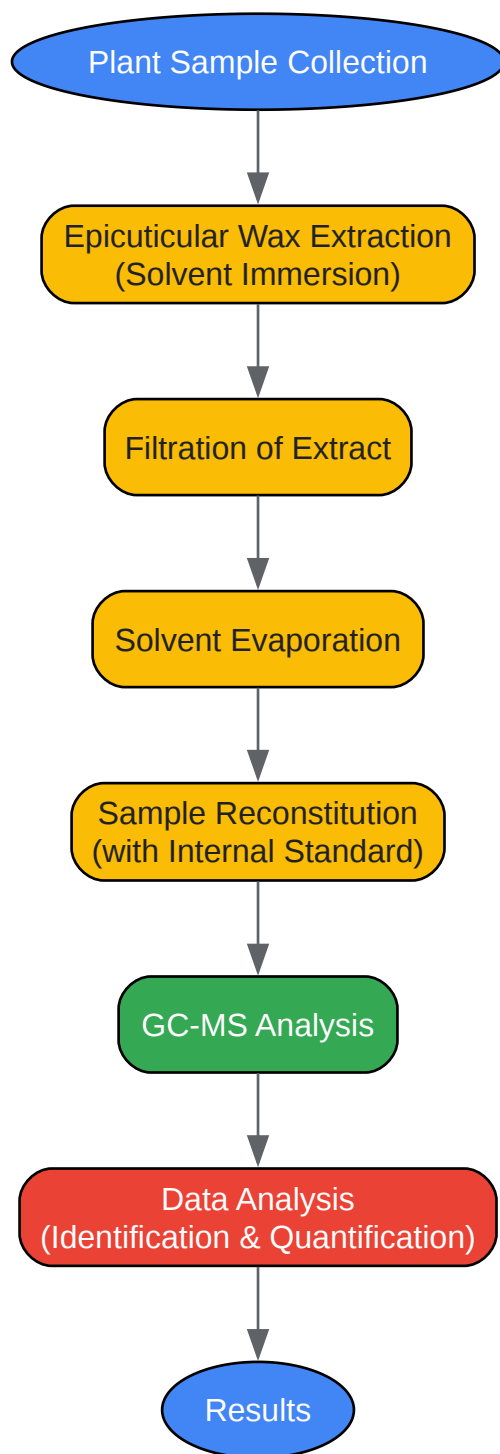 Plant Sample Collection
Epicuticular Wax Extraction
(Solvent Immersion)
Filtration of Extract
Solvent Evaporation
Sample Reconstitution
(with Internal Standard)
GC-MS Analysis
Data Analysis
(Identification & Quantification)
Results